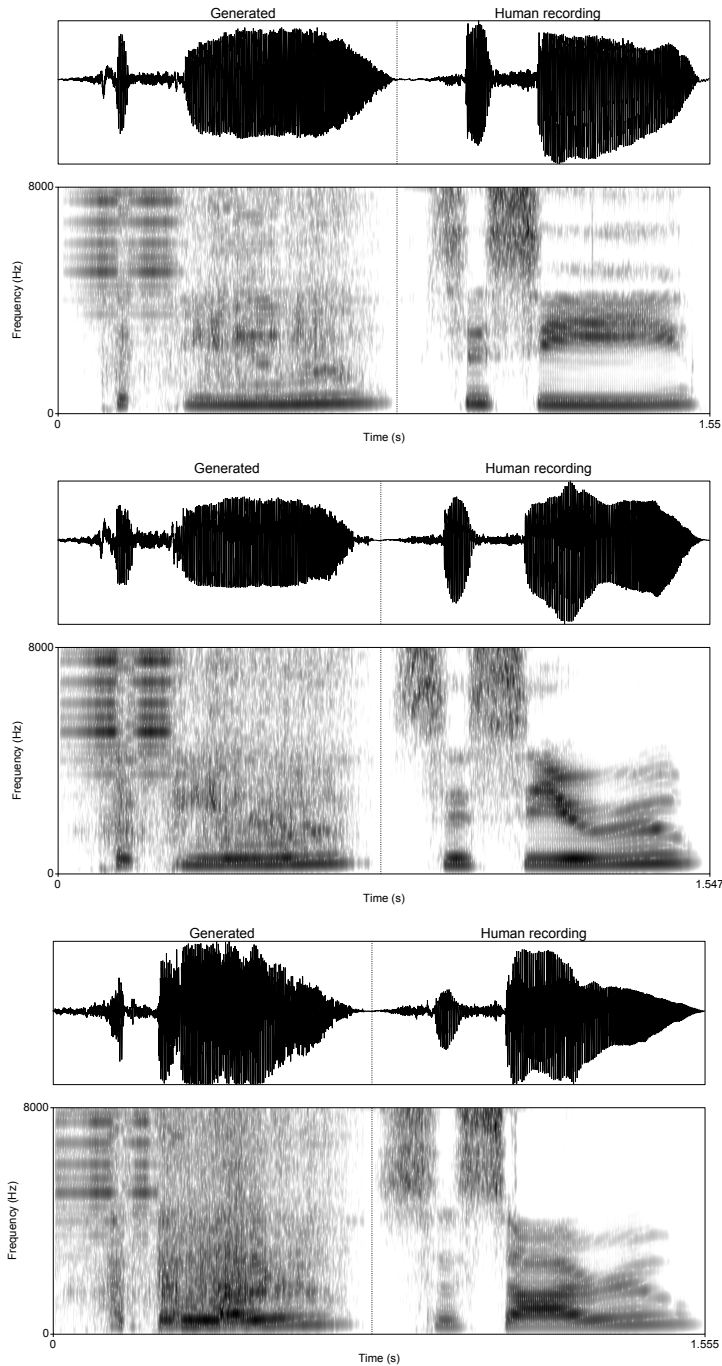 Generated Human recording
8000
Frequency (Hz)
0
0 1.55
Time (s)
Generated Human recording
8000
Frequency (Hz)
0
0 1.547
Time (s)
Generated Human recording
8000
Frequency (Hz)
0
0 1.555
Time (s)